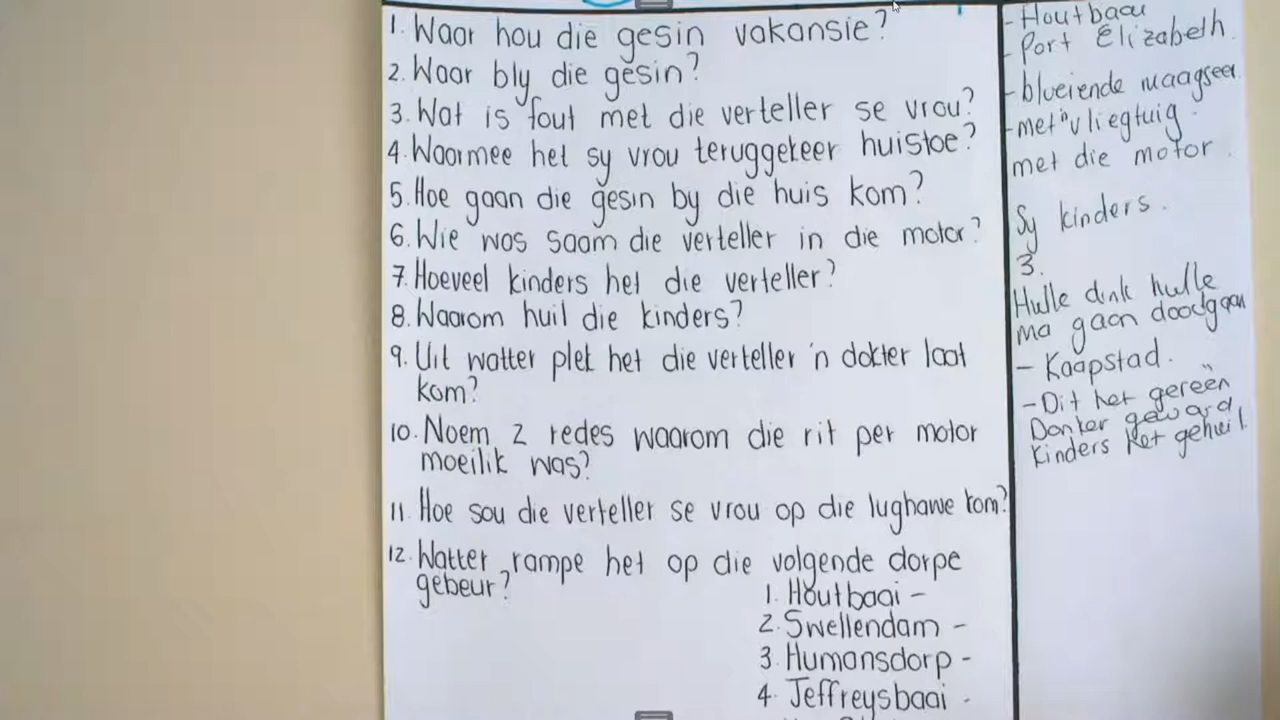 1. Waar hou die gesin vakansie?
2. Waar bly die gesin?
3. Wat is fout met die verteller se vrou?
4. Waarmee het sy vrou teruggekeer huistoe?
5. Hoe gaan die gesin by die huis kom?
6. Wie was saam die verteller in die motor?
7. Hoeveel kinders het die verteller?
8. Waarom huil die kinders?
9. Uit watter plek het die verteller 'n dokter laat
kom?
10. Noem 2 redes waarom die rit per motor
moeilik was?
11. Hoe sou die verteller se vrou op die lughawe kom?
12. Watter rampe het op die volgende dorpe
gebeur?
1. Houtbaai -
2. Swellendam -
3. Humansdorp -
4. Jeffreysbaai -
- Houtbaai
- Port Elizabeth.
- bloeiende maagseer.
- met 'n vliegtuig.
met die motor.
Sy kinders.
3.
Hulle dink hulle
ma gaan doodgaan
- Kaapstad.
- Dit het gereën
Donker geword
kinders het gehuil.